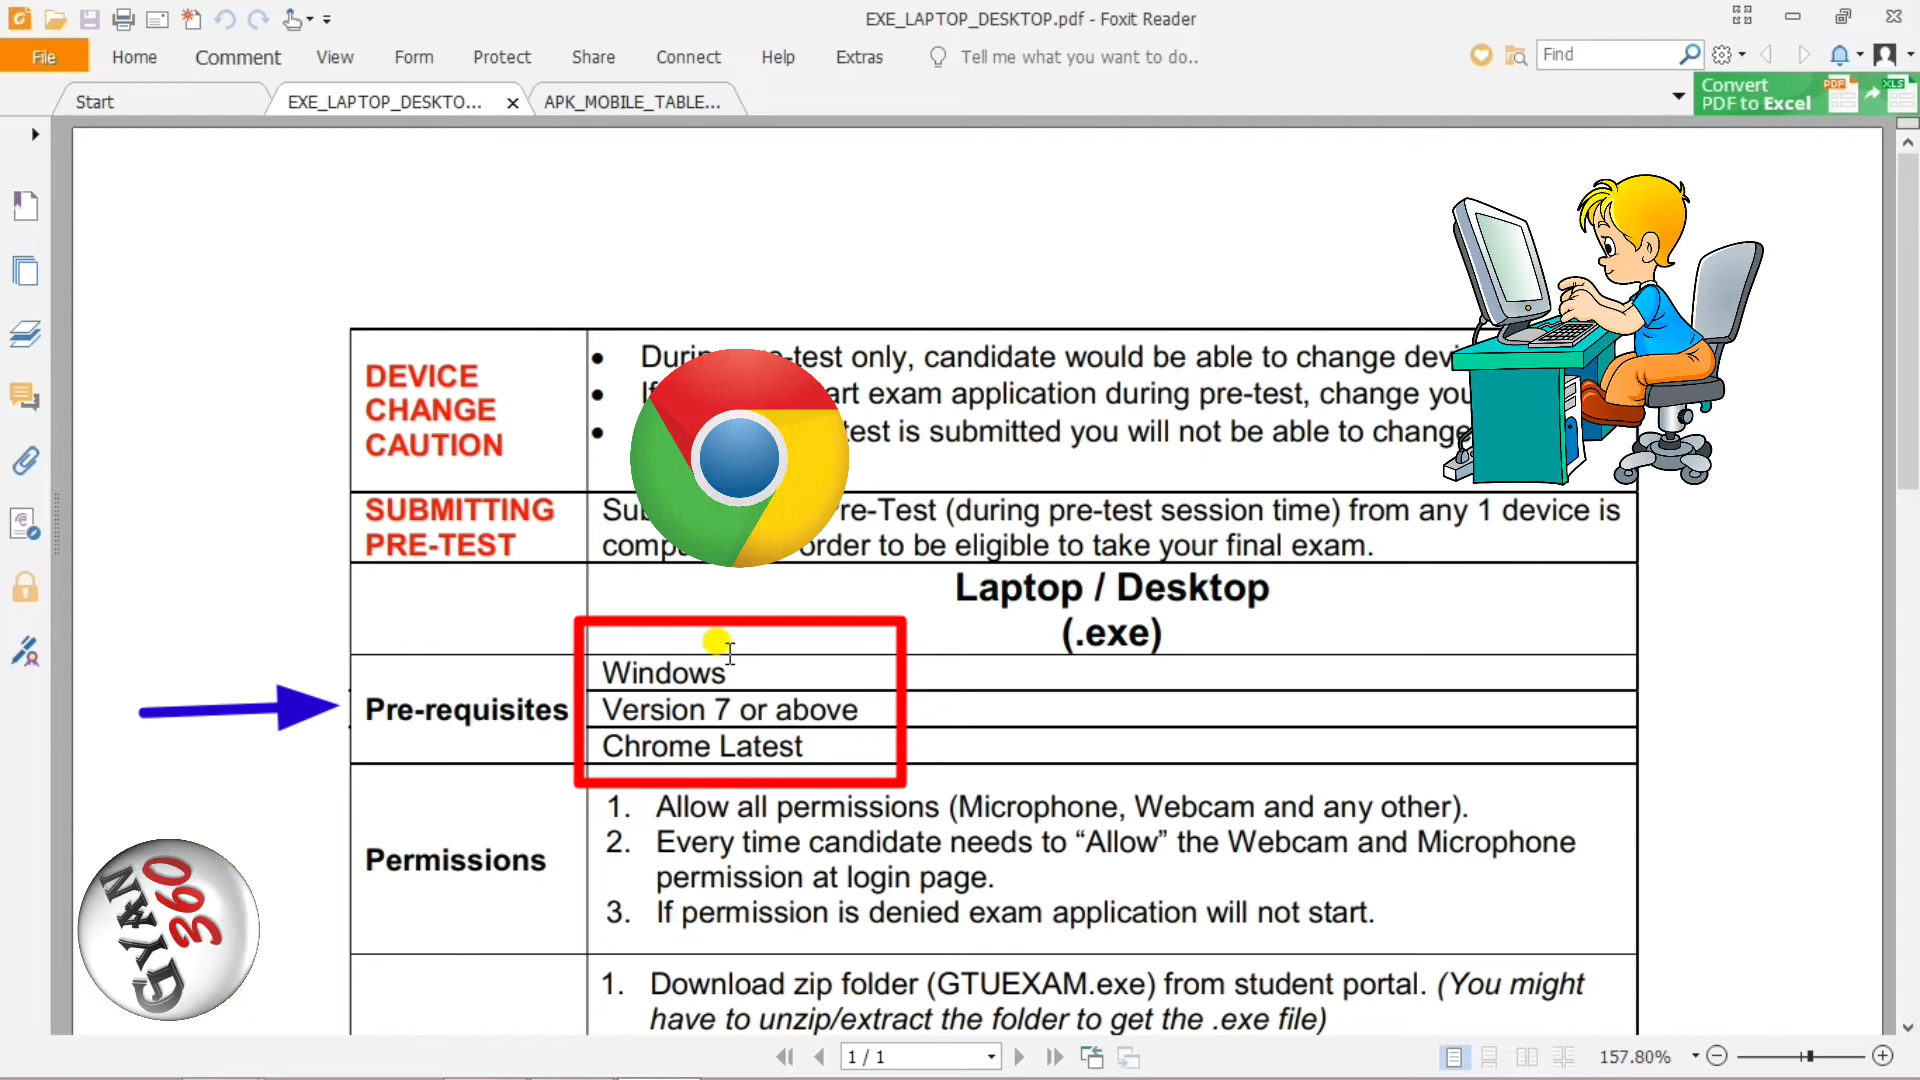 EXE_LAPTOP_DESKTOP.pdf - Foxit Reader
File Home Comment View Form Protect Share Connect Help Extras Tell me what you want to do.. Find
Start EXE_LAPTOP_DESKTO... APK_MOBILE_TABLE... Convert
PDF to Excel
PDF XLS
DEVICE
CHANGE
CAUTION
• During -test only, candidate would be able to change devi
• If art exam application during pre-test, change you
• test is submitted you will not be able to change
SUBMITTING
PRE-TEST
re-Test (during pre-test session time) from any 1 device is
order to be eligible to take your final exam.
Laptop / Desktop
(.exe)
Pre-requisites
Windows
Version 7 or above
Chrome Latest
Permissions
1. Allow all permissions (Microphone, Webcam and any other).
2. Every time candidate needs to “Allow” the Webcam and Microphone
permission at login page.
3. If permission is denied exam application will not start.
1. Download zip folder (GTUEXAM.exe) from student portal. (You might
have to unzip/extract the folder to get the .exe file)
GYAN
360
1 / 1 157.80%